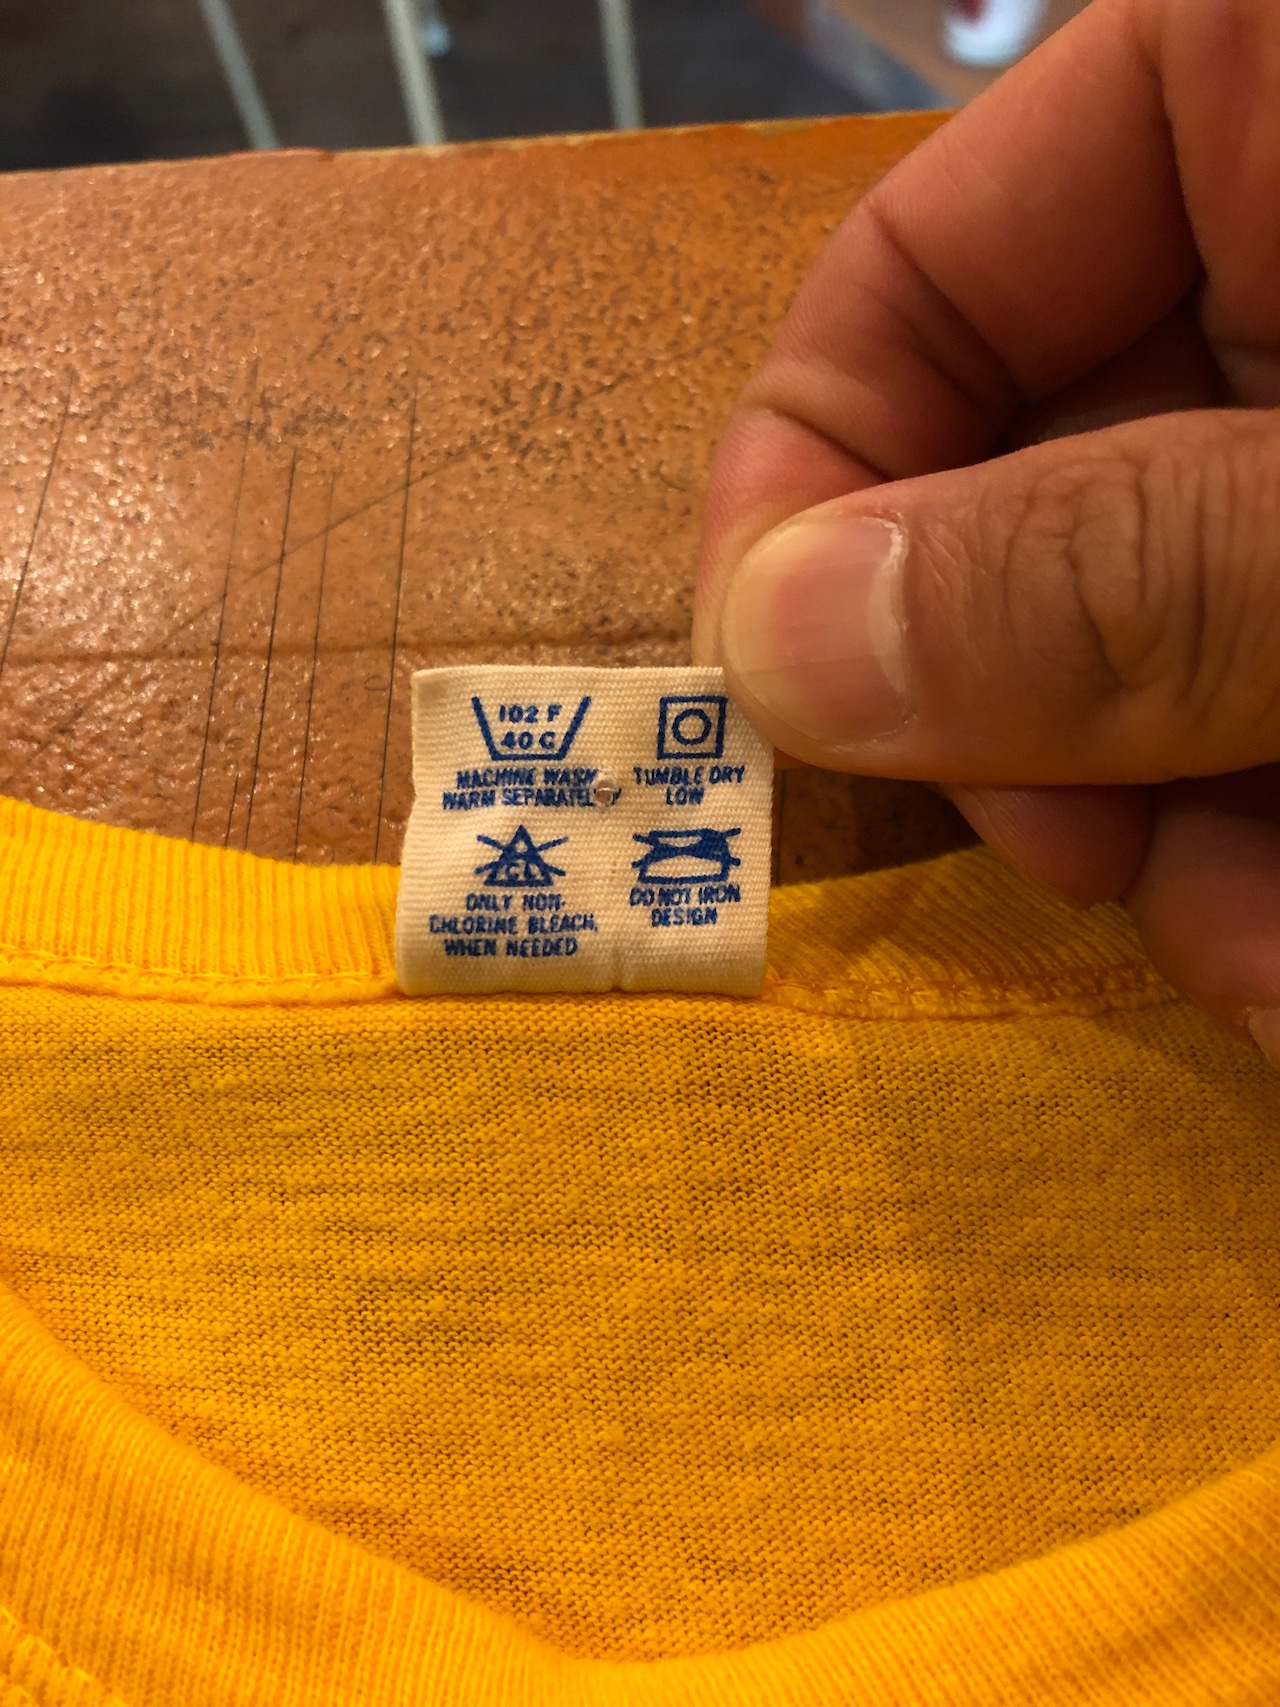 102 F
40 C
MACHINE WASH
WARM SEPARATELY
TUMBLE DRY
LOW
CL
ONLY NON-
CHLORINE BLEACH,
WHEN NEEDED
DO NOT IRON
DESIGN